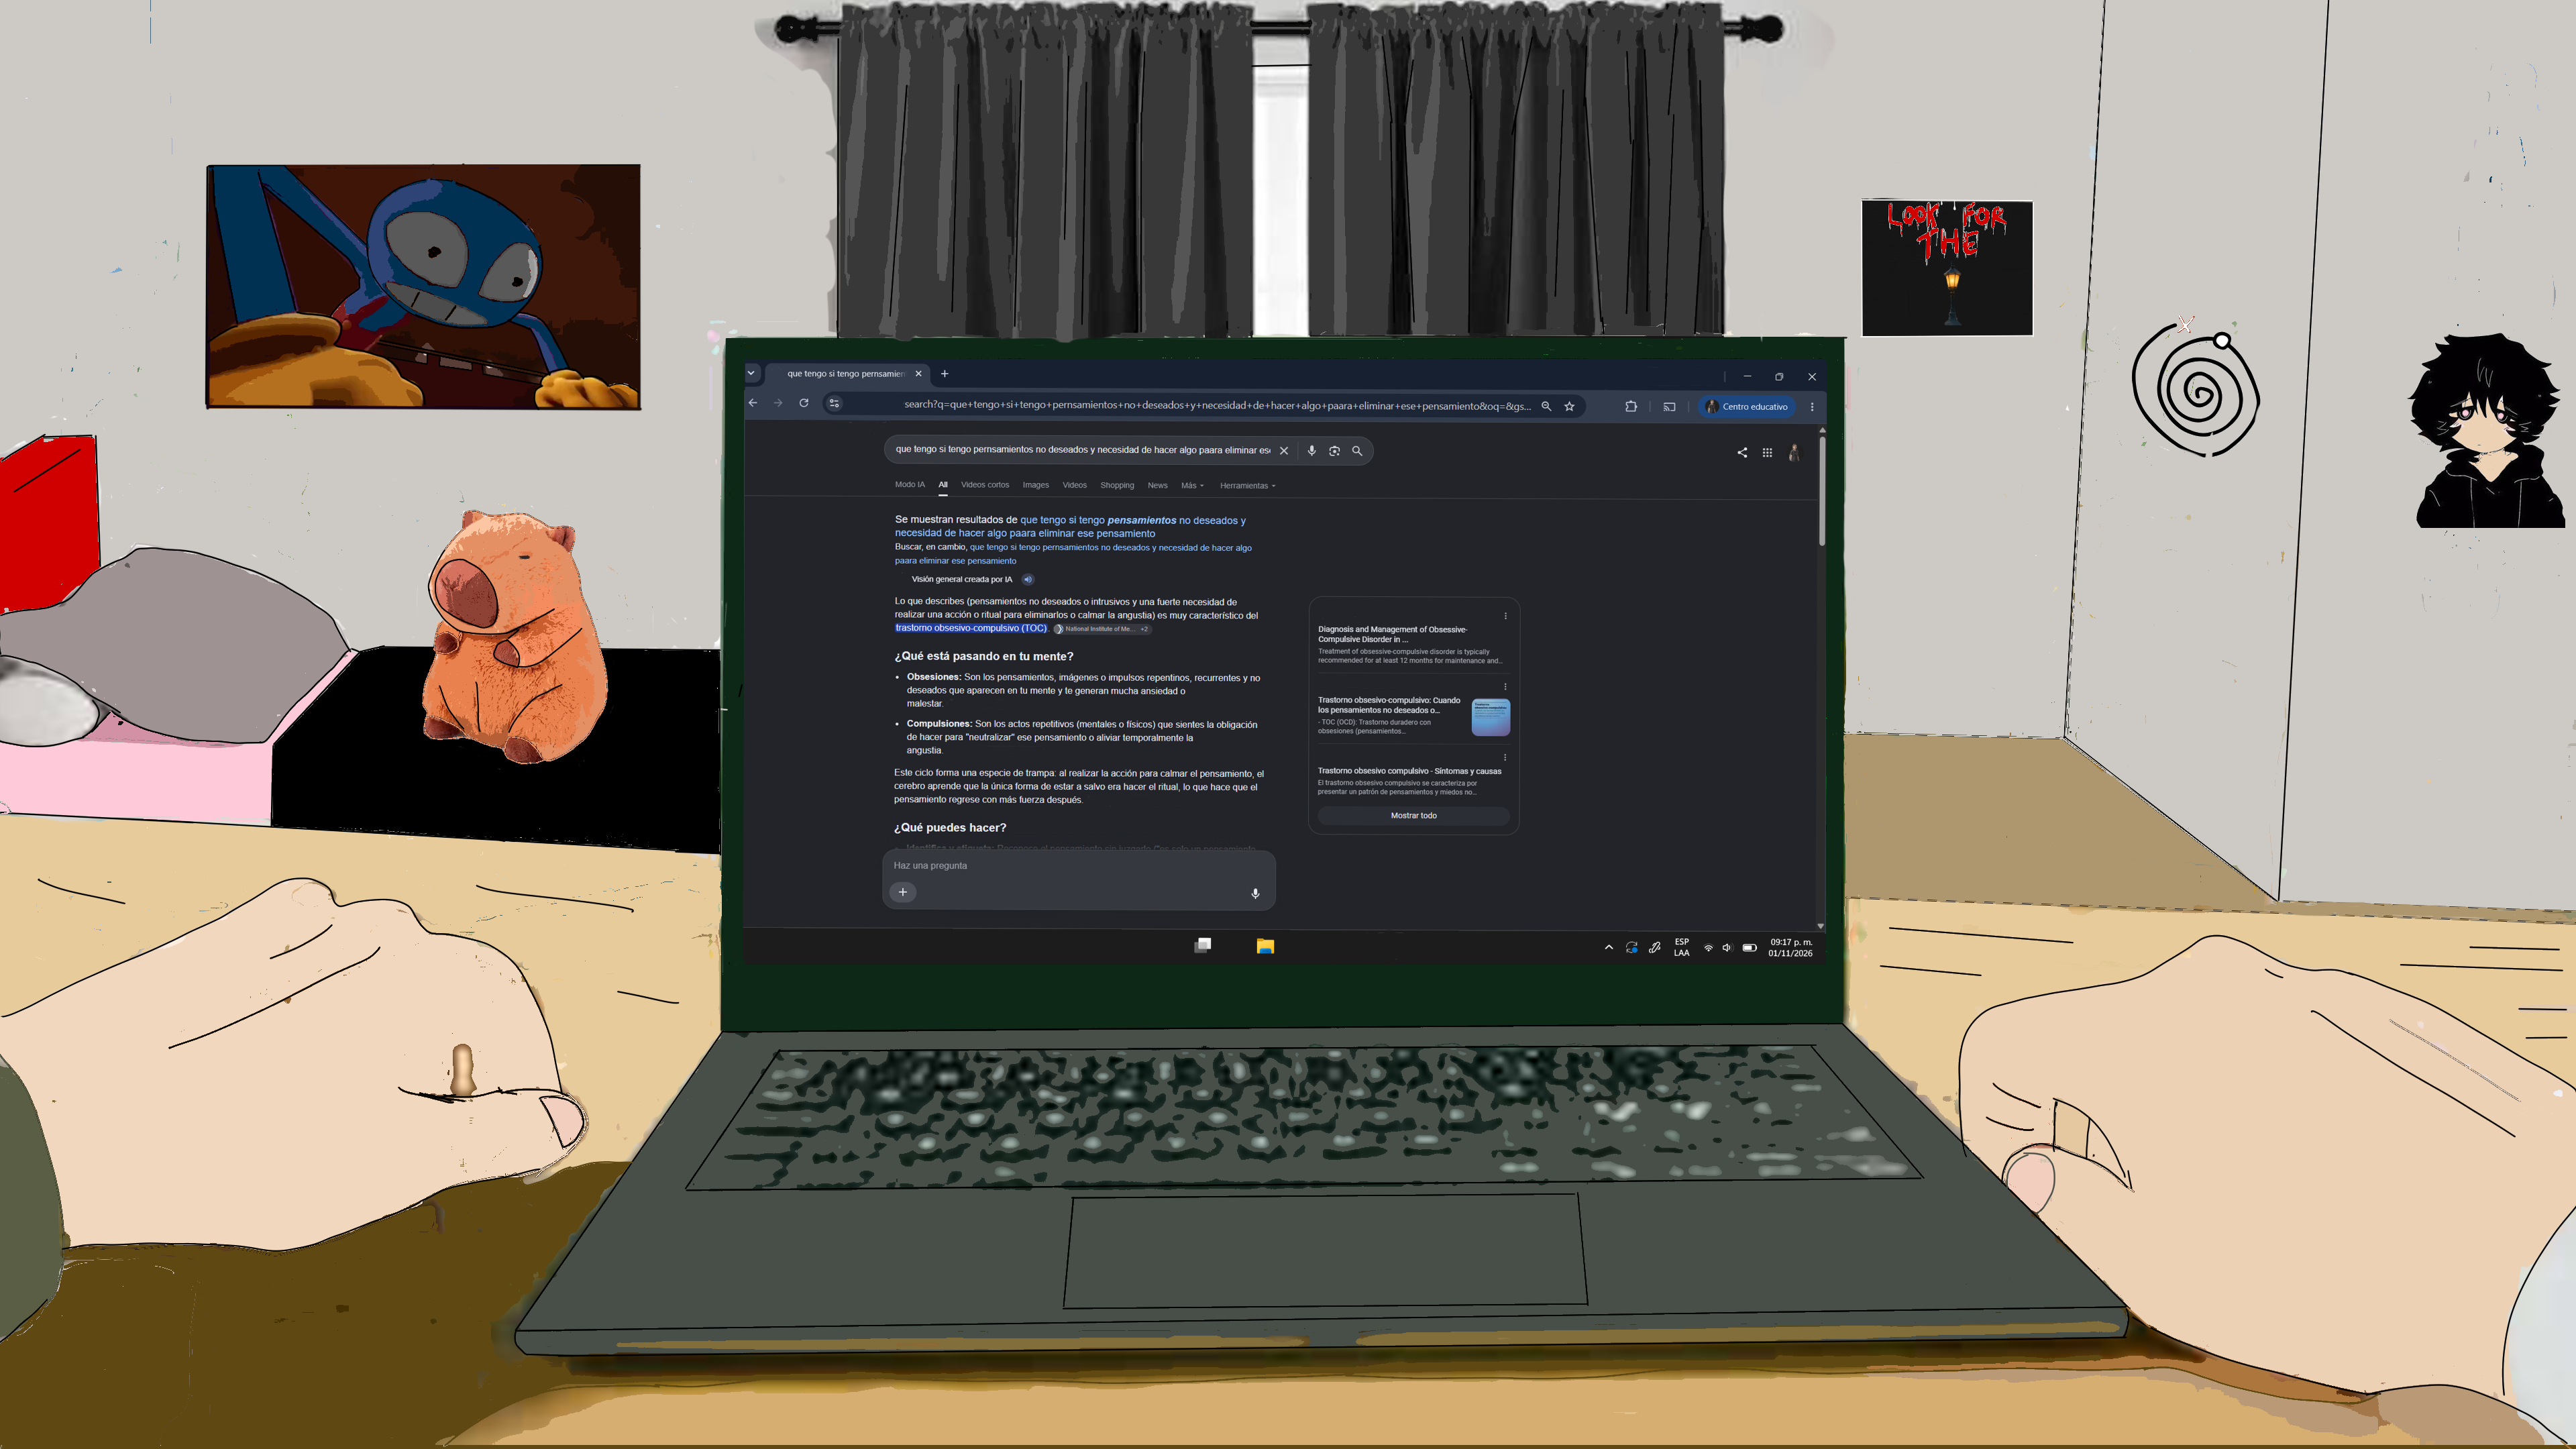 LOOK FOR
THE
que tengo si tengo pernsamien
search?q=que+tengo+si+tengo+pernsamientos+no+deseados+y+necesidad+de+hacer+algo+paara+eliminar+ese+pensamiento&oq=&gs...
Centro educativo
que tengo si tengo pernsamientos no deseados y necesidad de hacer algo paara eliminar es
Modo IA All Videos cortos Images Videos Shopping News Más Herramientas
Se muestran resultados de que tengo si tengo pensamientos no deseados y
necesidad de hacer algo paara eliminar ese pensamiento
Buscar, en cambio, que tengo si tengo pernsamientos no deseados y necesidad de hacer algo
paara eliminar ese pensamiento
Visión general creada por IA
Lo que describes (pensamientos no deseados o intrusivos y una fuerte necesidad de
realizar una acción o ritual para eliminarlos o calmar la angustia) es muy característico del
trastorno obsesivo-compulsivo (TOC). National Institute of Me... +2
¿Qué está pasando en tu mente?
• Obsesiones: Son los pensamientos, imágenes o impulsos repentinos, recurrentes y no
deseados que aparecen en tu mente y te generan mucha ansiedad o
malestar.
• Compulsiones: Son los actos repetitivos (mentales o físicos) que sientes la obligación
de hacer para "neutralizar" ese pensamiento o aliviar temporalmente la
angustia.
Este ciclo forma una especie de trampa: al realizar la acción para calmar el pensamiento, el
cerebro aprende que la única forma de estar a salvo era hacer el ritual, lo que hace que el
pensamiento regrese con más fuerza después.
¿Qué puedes hacer?
Haz una pregunta
Diagnosis and Management of Obsessive-
Compulsive Disorder in ...
Treatment of obsessive-compulsive disorder is typically
recommended for at least 12 months for maintenance and...
Trastorno obsesivo-compulsivo: Cuando
los pensamientos no deseados o...
- TOC (OCD): Trastorno duradero con
obsesiones (pensamientos...
Trastorno obsesivo compulsivo - Síntomas y causas
El trastorno obsesivo compulsivo se caracteriza por
presentar un patrón de pensamientos y miedos no...
Mostrar todo
ESP
LAA
09:17 p. m.
01/11/2026